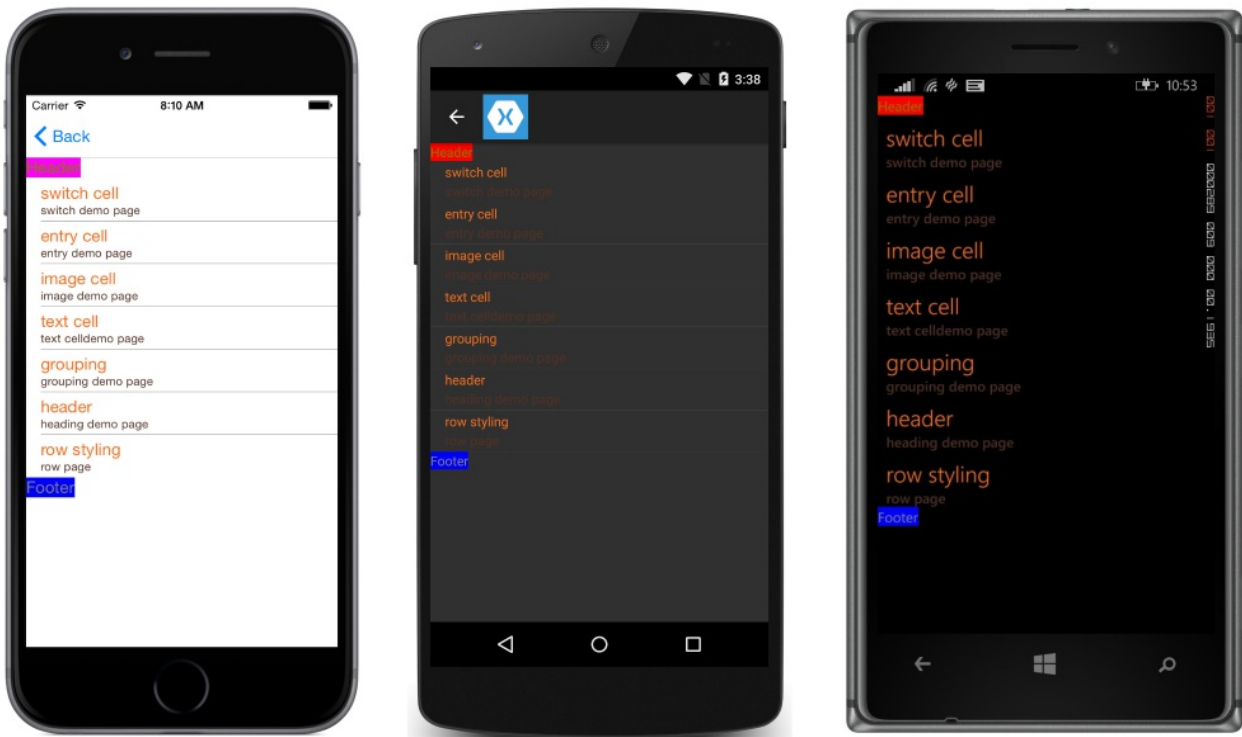 Carrier 8:10 AM
Back
Header
switch cell
switch demo page
entry cell
entry demo page
image cell
image demo page
text cell
text celldemo page
grouping
grouping demo page
header
heading demo page
row styling
row page
Footer
3:38
Header
switch cell
switch demo page
entry cell
entry demo page
image cell
image demo page
text cell
text celldemo page
grouping
grouping demo page
header
heading demo page
row styling
row page
Footer
10:53
Header
switch cell
switch demo page
entry cell
entry demo page
image cell
image demo page
text cell
text celldemo page
grouping
grouping demo page
header
heading demo page
row styling
row page
Footer